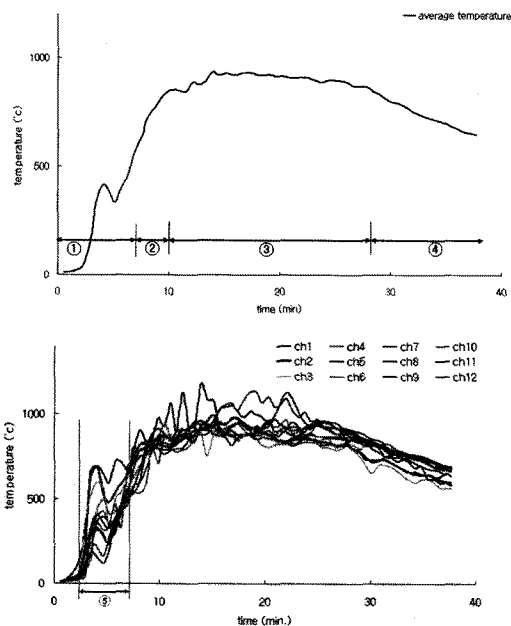 average temperature
1000
500
0
temperature (°c)
① ② ③ ④
0 10 20 30 40
time (min)
ch1 ch4 ch7 ch10
ch2 ch5 ch8 ch11
ch3 ch6 ch9 ch12
1000
500
0
temperature (°c)
⑤
0 10 20 30 40
time (min.)